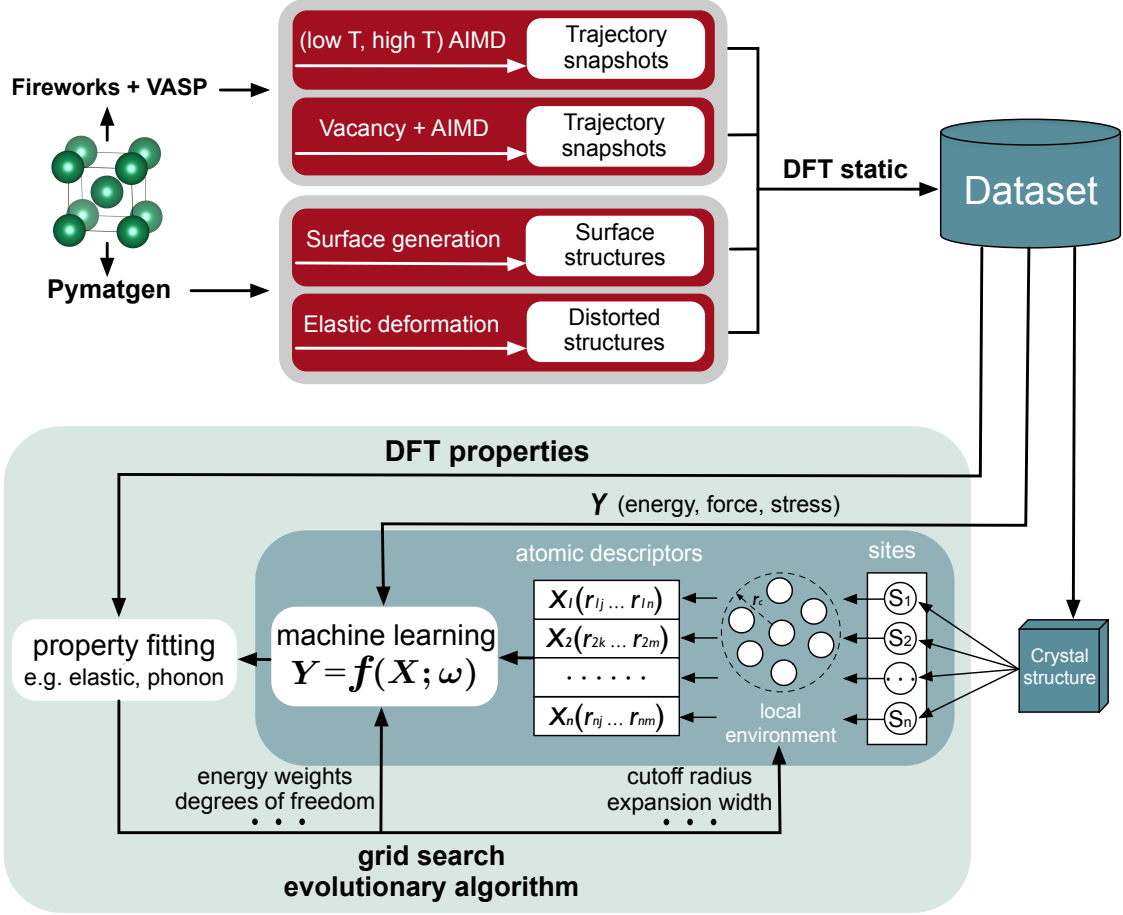 (low T, high T) AIMD
Trajectory
snapshots
Fireworks + VASP
Vacancy + AIMD
Trajectory
snapshots
DFT static
Dataset
Surface generation
Surface
structures
Pymatgen
Elastic deformation
Distorted
structures
DFT properties
Y (energy, force, stress)
atomic descriptors
sites
X1(r1j ... r1n)
rc
S1
property fitting
e.g. elastic, phonon
machine learning
Y = f(X; ω)
X2(r2k ... r2m)
S2
Crystal
structure
· · · · · ·
· · ·
Xn(rnj ... rnm)
local
environment
Sn
energy weights
degrees of freedom
• • •
cutoff radius
expansion width
• • •
grid search
evolutionary algorithm